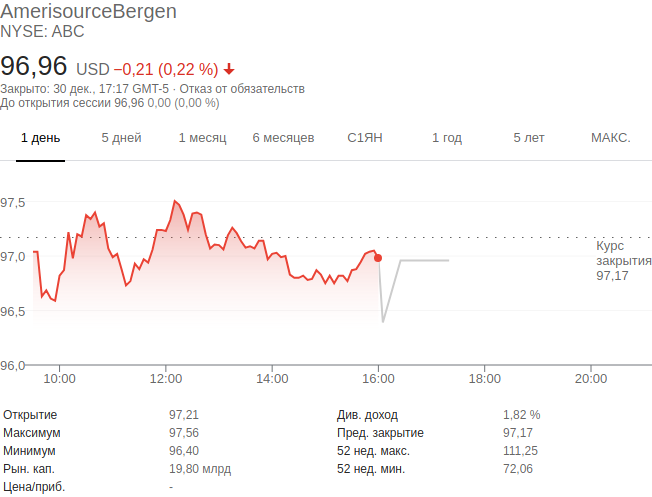 AmerisourceBergen
NYSE: ABC
96,96 USD −0,21 (0,22 %)
Закрыто: 30 дек., 17:17 GMT-5 · Отказ от обязательств
До открытия сессии 96,96 0,00 (0,00 %)
1 день 5 дней 1 месяц 6 месяцев С1ЯН 1 год 5 лет МАКС.
97,5
97,0
96,5
96,0
Курс
закрытия
97,17
10:00 12:00 14:00 16:00 18:00 20:00
Открытие 97,21 Див. доход 1,82 %
Максимум 97,56 Пред. закрытие 97,17
Минимум 96,40 52 нед. макс. 111,25
Рын. кап. 19,80 млрд 52 нед. мин. 72,06
Цена/приб. -